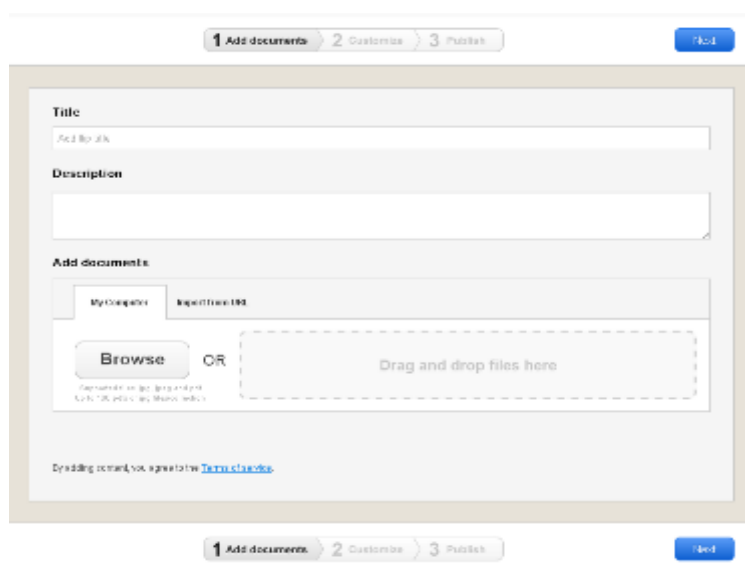 1 Add documents 2 Customize 3 Publish
Next
Title
Add
Description
Add documents
My Computer Import from URL
Browse OR Drag and drop files here
By adding content, you agree to the Terms of service.
1 Add documents 2 Customize 3 Publish
Next